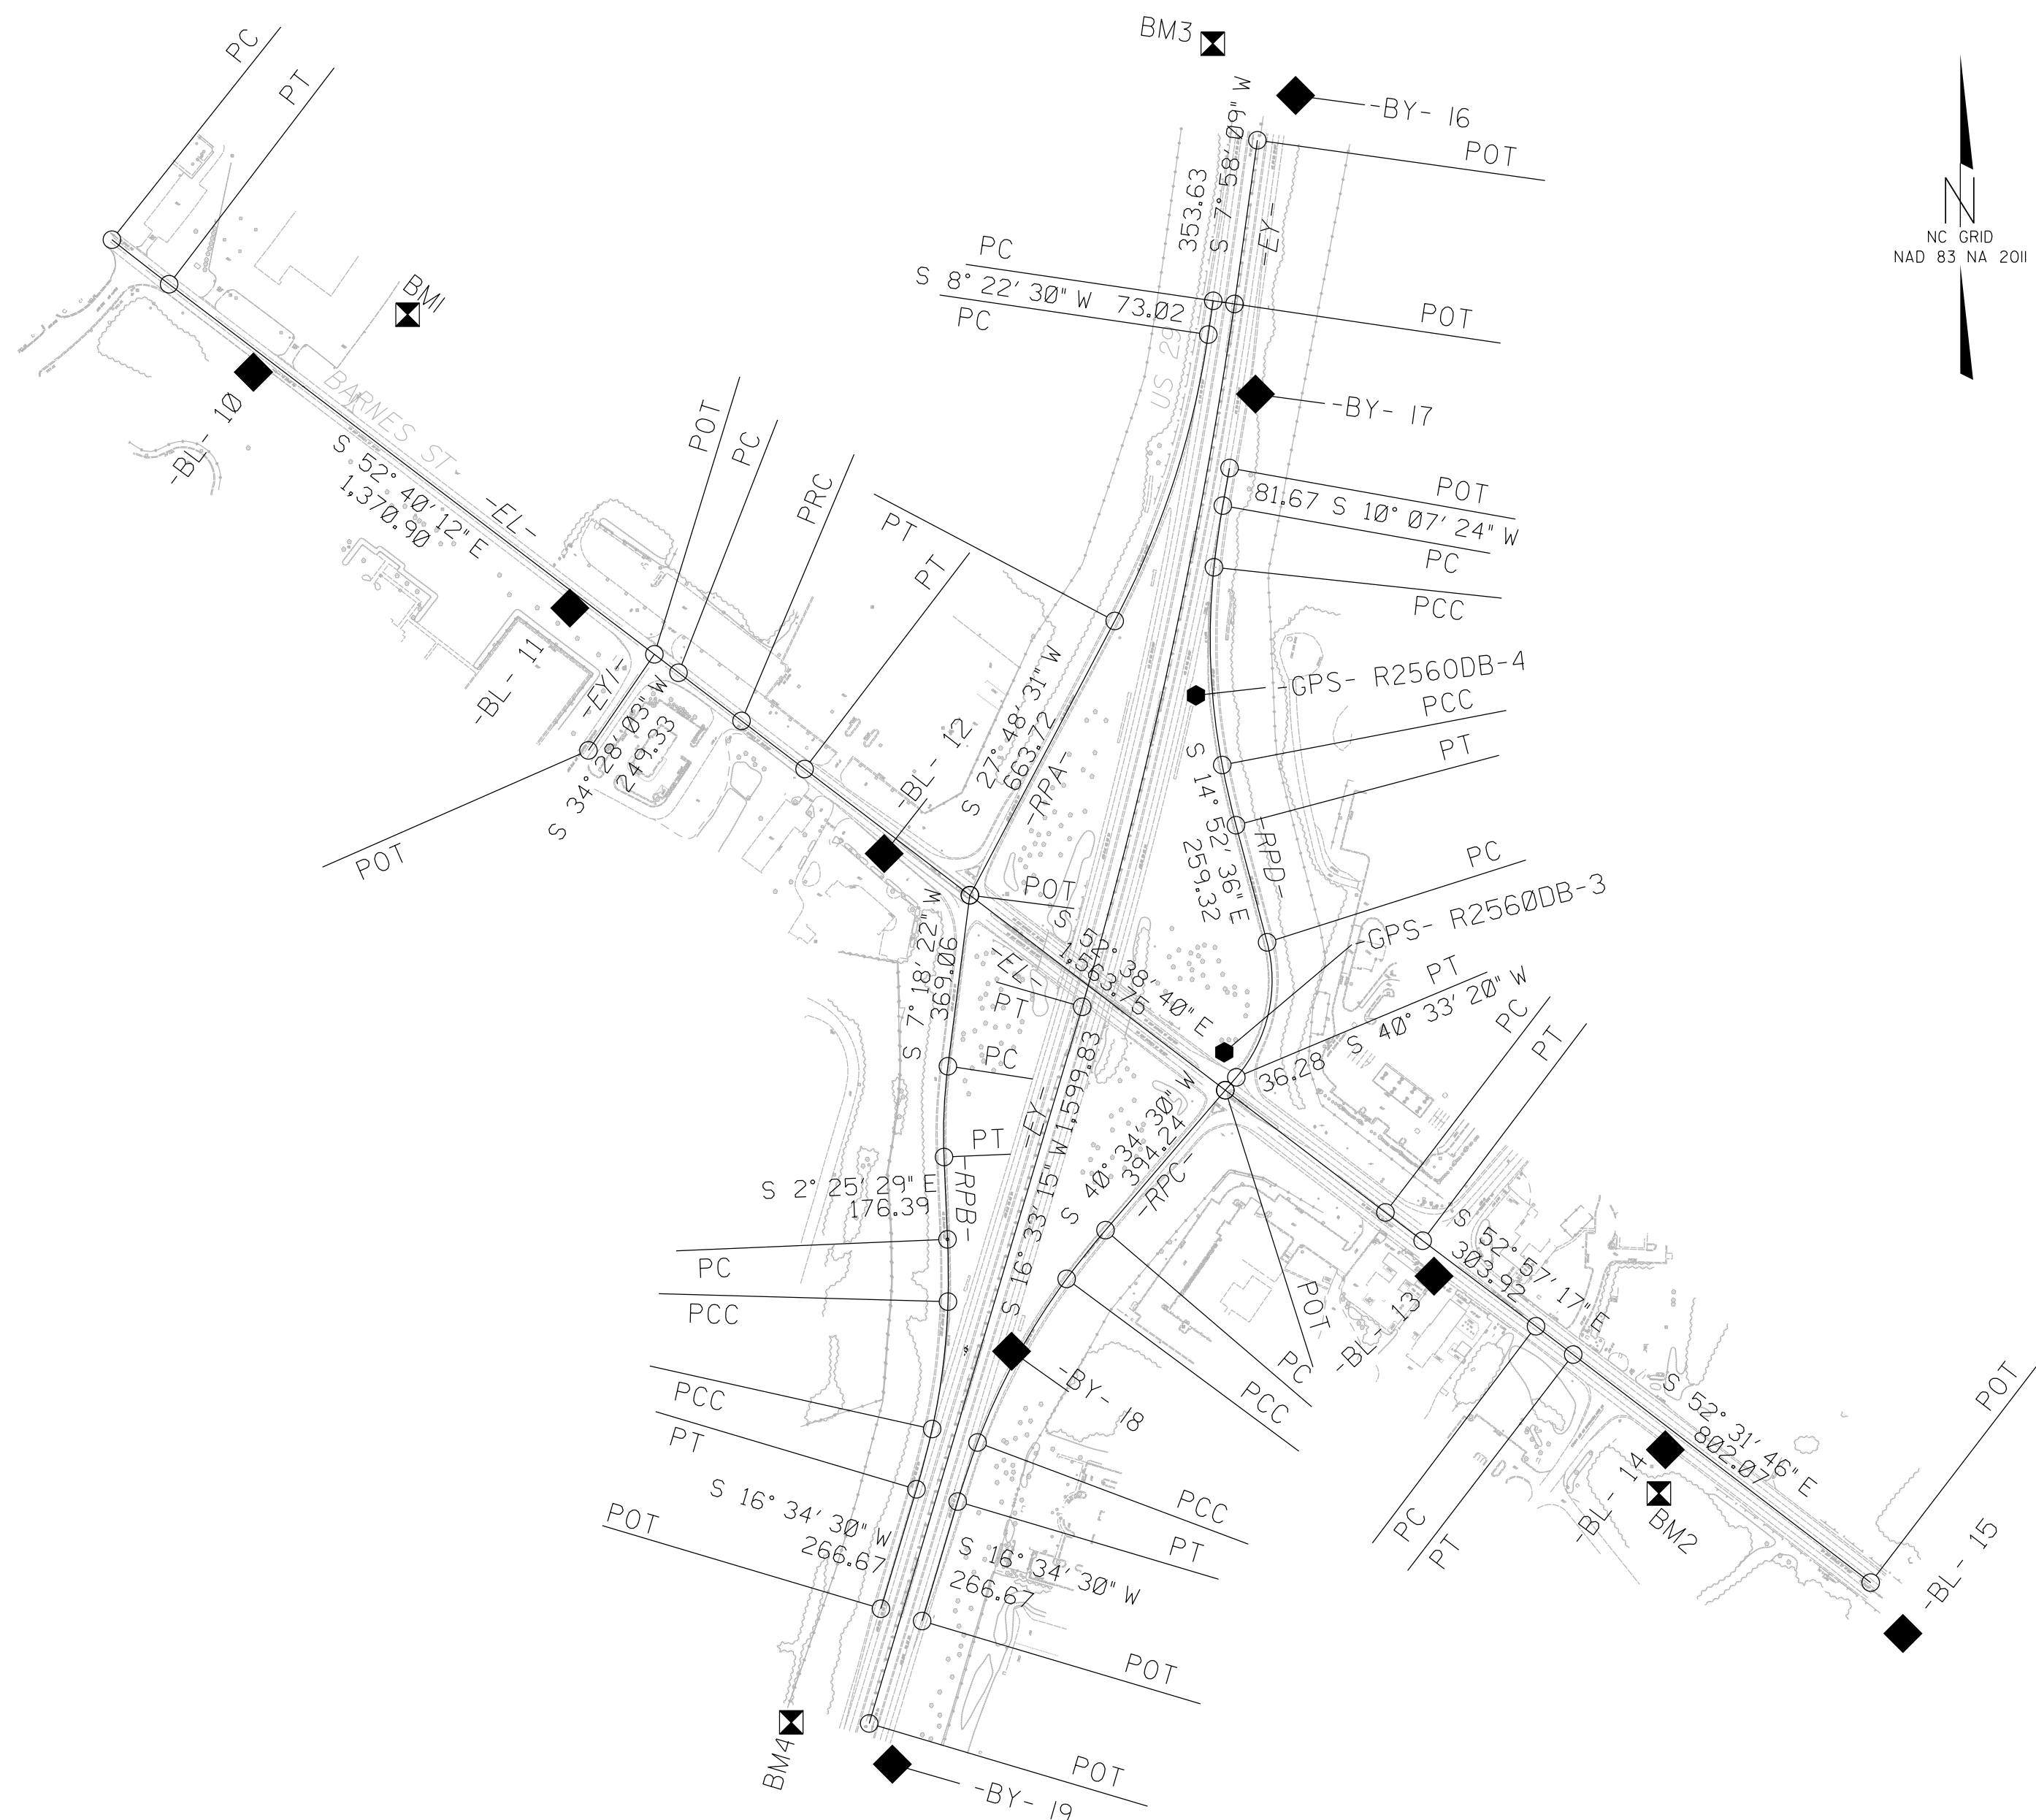 BM3
-BY- 16
POT
PC
PT
NC GRID
NAD 83 NA 2011
N
353.63
S 7° 58' 09" W
-EY-
PC
S 8° 22' 30" W 73.02
PC
POT
BM1
US 29
-BY- 17
BARNES ST.
-BL- 10
S 52° 40' 12" E
1,370.90
-EL-
POT
PC
PRC
PT
PT
POT
81.67 S 10° 07' 24" W
PC
PCC
-BL- 11
-EY1-
S 34° 28' 03" W
249.33
POT
-BL- 12
S 27° 48' 31" W
663.72
-RPA-
-GPS- R2560DB-4
PCC
PT
S 14° 52' 36" E
259.32
-RPD-
PC
-GPS- R2560DB-3
POT
S 52° 38' 40" E
1,563.75
-EL-
S 7° 18' 22" W
369.06
PT
PC
PT
36.28 S 40° 33' 20" W
PC
PT
-EY-
S 16° 33' 15" W 1,599.83
PT
-RPB-
S 2° 25' 29" E
176.39
S 40° 34' 30" W
394.24
-RPC-
PC
PCC
POT
PC
PCC
-BL- 13
S 52° 57' 17" E
303.92
-BY- 18
PCC
PT
S 16° 34' 30" W
266.67
POT
PCC
PT
S 16° 34' 30" W
266.67
POT
PC
PT
S 52° 31' 46" E
802.07
-BL- 14
BM2
POT
-BL- 15
BM4
POT
-BY- 19